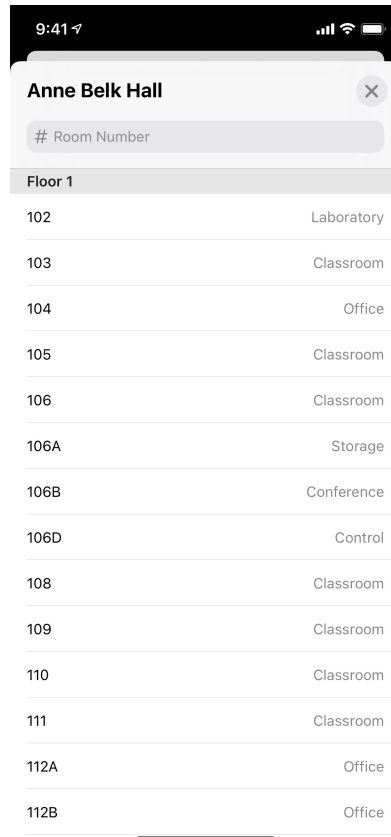 9:41
Anne Belk Hall
# Room Number
Floor 1
102 Laboratory
103 Classroom
104 Office
105 Classroom
106 Classroom
106A Storage
106B Conference
106D Control
108 Classroom
109 Classroom
110 Classroom
111 Classroom
112A Office
112B Office